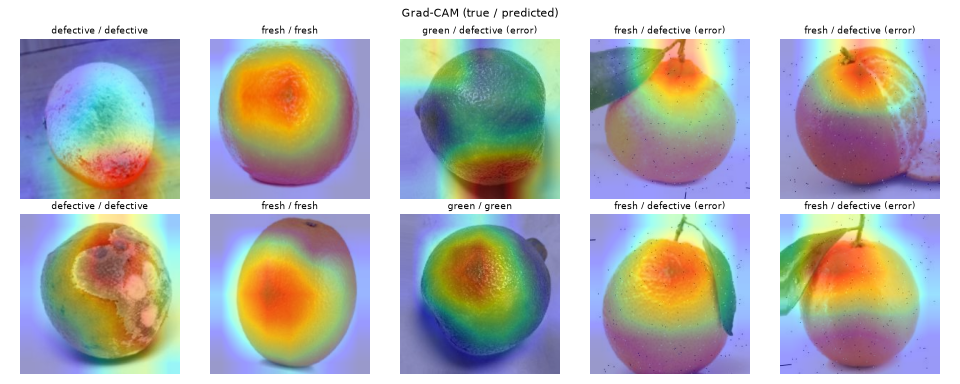 Grad-CAM (true / predicted)
defective / defective
fresh / fresh
green / defective (error)
fresh / defective (error)
fresh / defective (error)
defective / defective
fresh / fresh
green / green
fresh / defective (error)
fresh / defective (error)